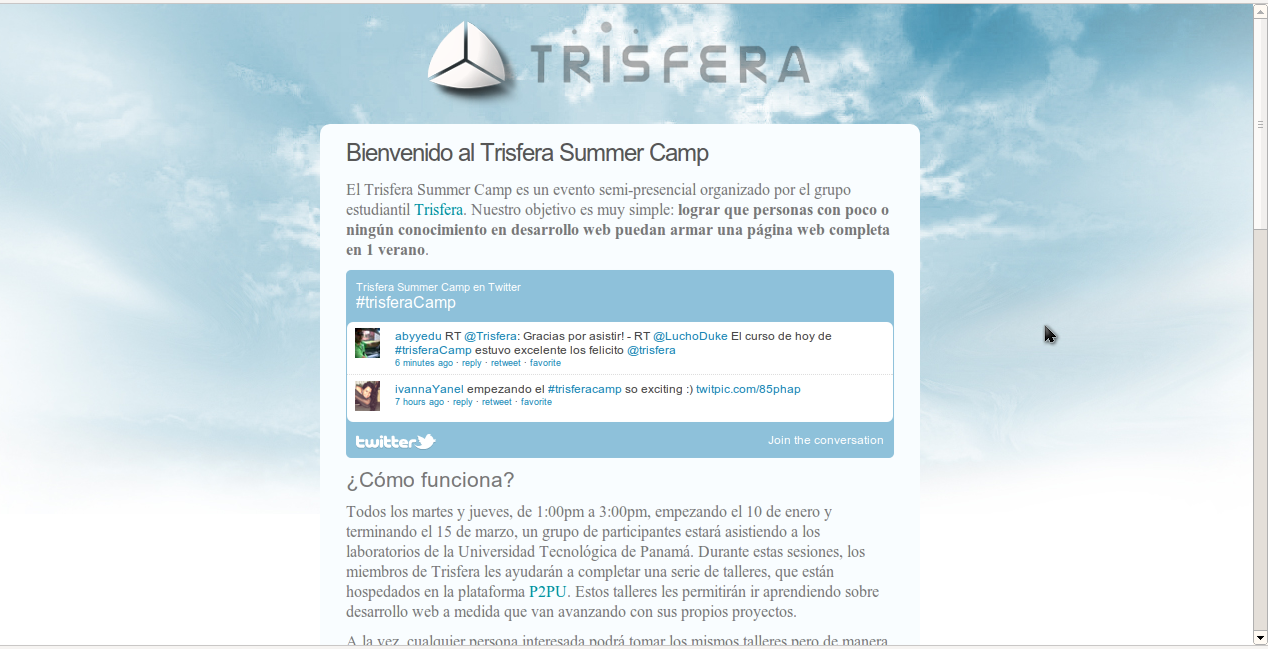 TRISFERA
Bienvenido al Trisfera Summer Camp
El Trisfera Summer Camp es un evento semi-presencial organizado por el grupo
estudiantil Trisfera. Nuestro objetivo es muy simple: lograr que personas con poco o
ningún conocimiento en desarrollo web puedan armar una página web completa
en 1 verano.
Trisfera Summer Camp en Twitter
#trisferaCamp
abyyedu RT @Trisfera: Gracias por asistir! - RT @LuchoDuke El curso de hoy de
#trisferaCamp estuvo excelente los felicito @trisfera
6 minutes ago · reply · retweet · favorite
ivannaYanel empezando el #trisferacamp so exciting :) twitpic.com/85phap
7 hours ago · reply · retweet · favorite
twitter
Join the conversation
¿Cómo funciona?
Todos los martes y jueves, de 1:00pm a 3:00pm, empezando el 10 de enero y
terminando el 15 de marzo, un grupo de participantes estará asistiendo a los
laboratorios de la Universidad Tecnológica de Panamá. Durante estas sesiones, los
miembros de Trisfera les ayudarán a completar una serie de talleres, que están
hospedados en la plataforma P2PU. Estos talleres les permitirán ir aprendiendo sobre
desarrollo web a medida que van avanzando con sus propios proyectos.
A la vez, cualquier persona interesada podrá tomar los mismos talleres pero de manera